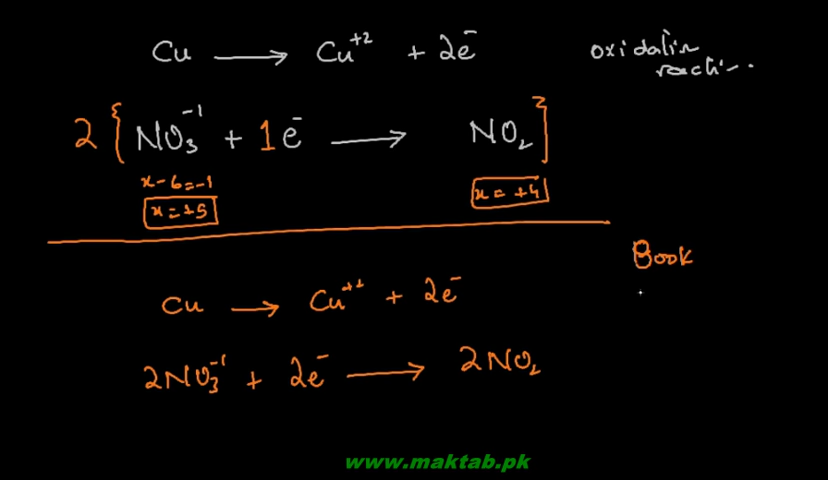 Cu ⟶ Cu⁺² + 2e⁻ oxidation
2 { NO₃⁻¹ + 1e⁻ ⟶ NO₂ ]
x-6=-1
x=+5 x=+4
Book
Cu ⟶ Cu⁺² + 2e⁻
2NO₃⁻¹ + 2e⁻ ⟶ 2NO₂
www.maktab.pk